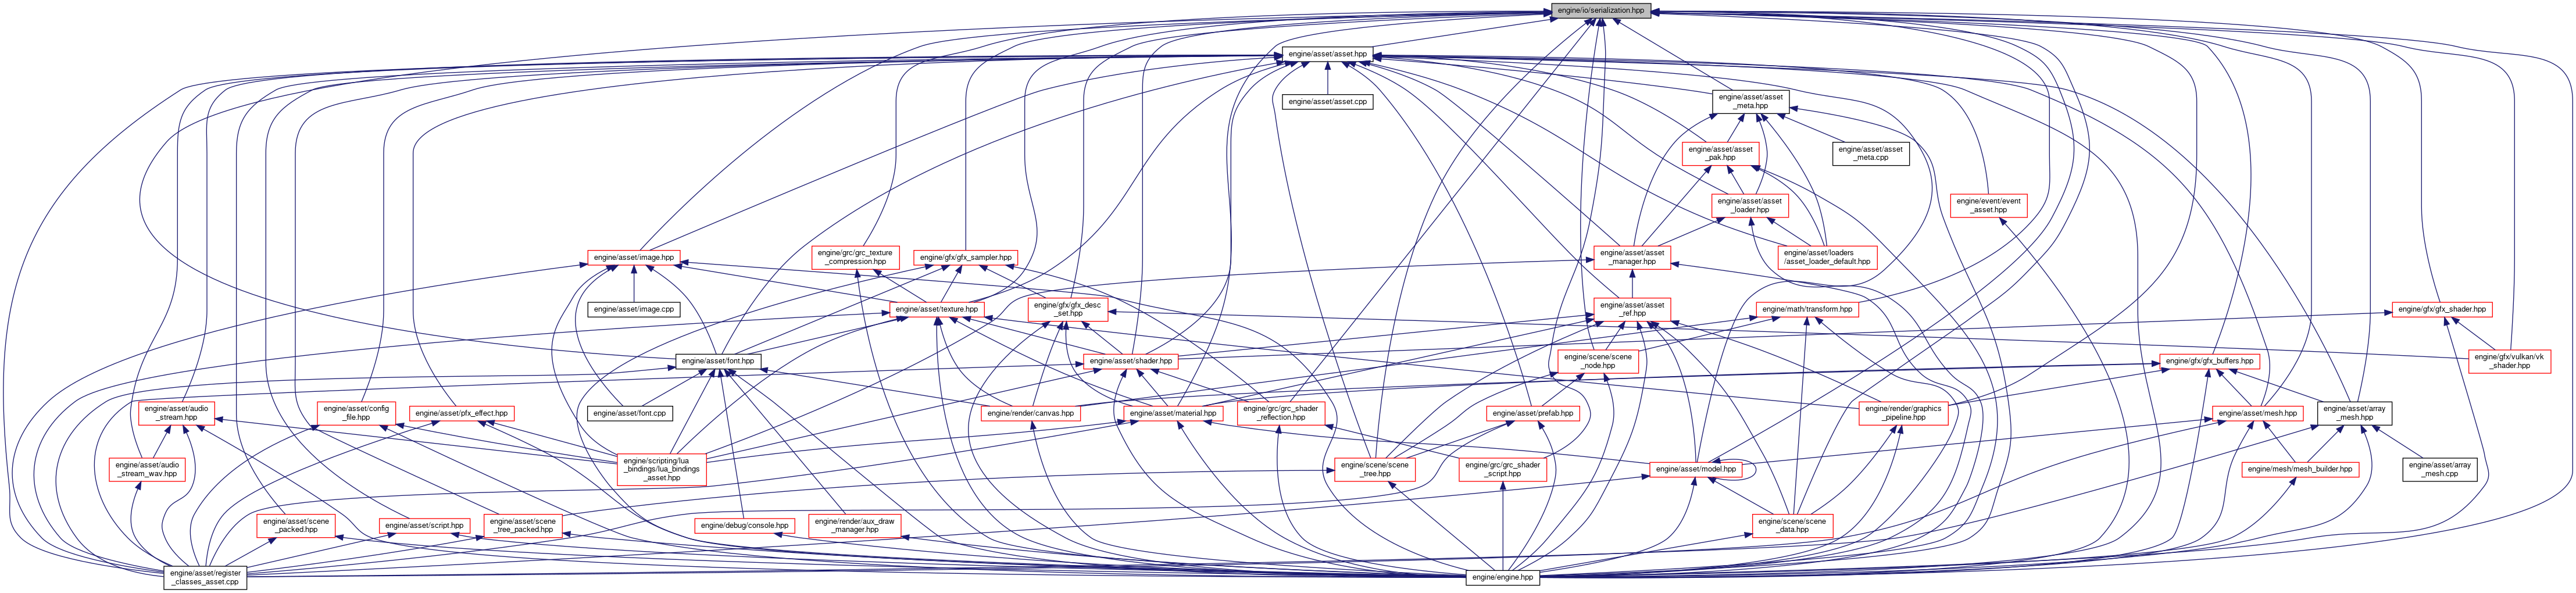 engine/io/serialization.hpp
engine/asset/asset.hpp
engine/asset/asset.cpp
engine/asset/asset
_meta.hpp
engine/asset/asset
_pak.hpp
engine/asset/asset
_meta.cpp
engine/asset/asset
_loader.hpp
engine/event/event
_asset.hpp
engine/asset/image.hpp
engine/grc/grc_texture
_compression.hpp
engine/gfx/gfx_sampler.hpp
engine/asset/asset
_manager.hpp
engine/asset/loaders
/asset_loader_default.hpp
engine/asset/image.cpp
engine/asset/texture.hpp
engine/gfx/gfx_desc
_set.hpp
engine/asset/asset
_ref.hpp
engine/math/transform.hpp
engine/gfx/gfx_shader.hpp
engine/asset/font.hpp
engine/asset/shader.hpp
engine/scene/scene
_node.hpp
engine/gfx/gfx_buffers.hpp
engine/gfx/vulkan/vk
_shader.hpp
engine/asset/audio
_stream.hpp
engine/asset/config
_file.hpp
engine/asset/pfx_effect.hpp
engine/asset/font.cpp
engine/render/canvas.hpp
engine/asset/material.hpp
engine/grc/grc_shader
_reflection.hpp
engine/asset/prefab.hpp
engine/render/graphics
_pipeline.hpp
engine/asset/mesh.hpp
engine/asset/array
_mesh.hpp
engine/asset/audio
_stream_wav.hpp
engine/scripting/lua
_bindings/lua_bindings
_asset.hpp
engine/scene/scene
_tree.hpp
engine/grc/grc_shader
_script.hpp
engine/asset/model.hpp
engine/mesh/mesh_builder.hpp
engine/asset/array
_mesh.cpp
engine/asset/scene
_packed.hpp
engine/asset/script.hpp
engine/asset/scene
_tree_packed.hpp
engine/debug/console.hpp
engine/render/aux_draw
_manager.hpp
engine/scene/scene
_data.hpp
engine/asset/register
_classes_asset.cpp
engine/engine.hpp